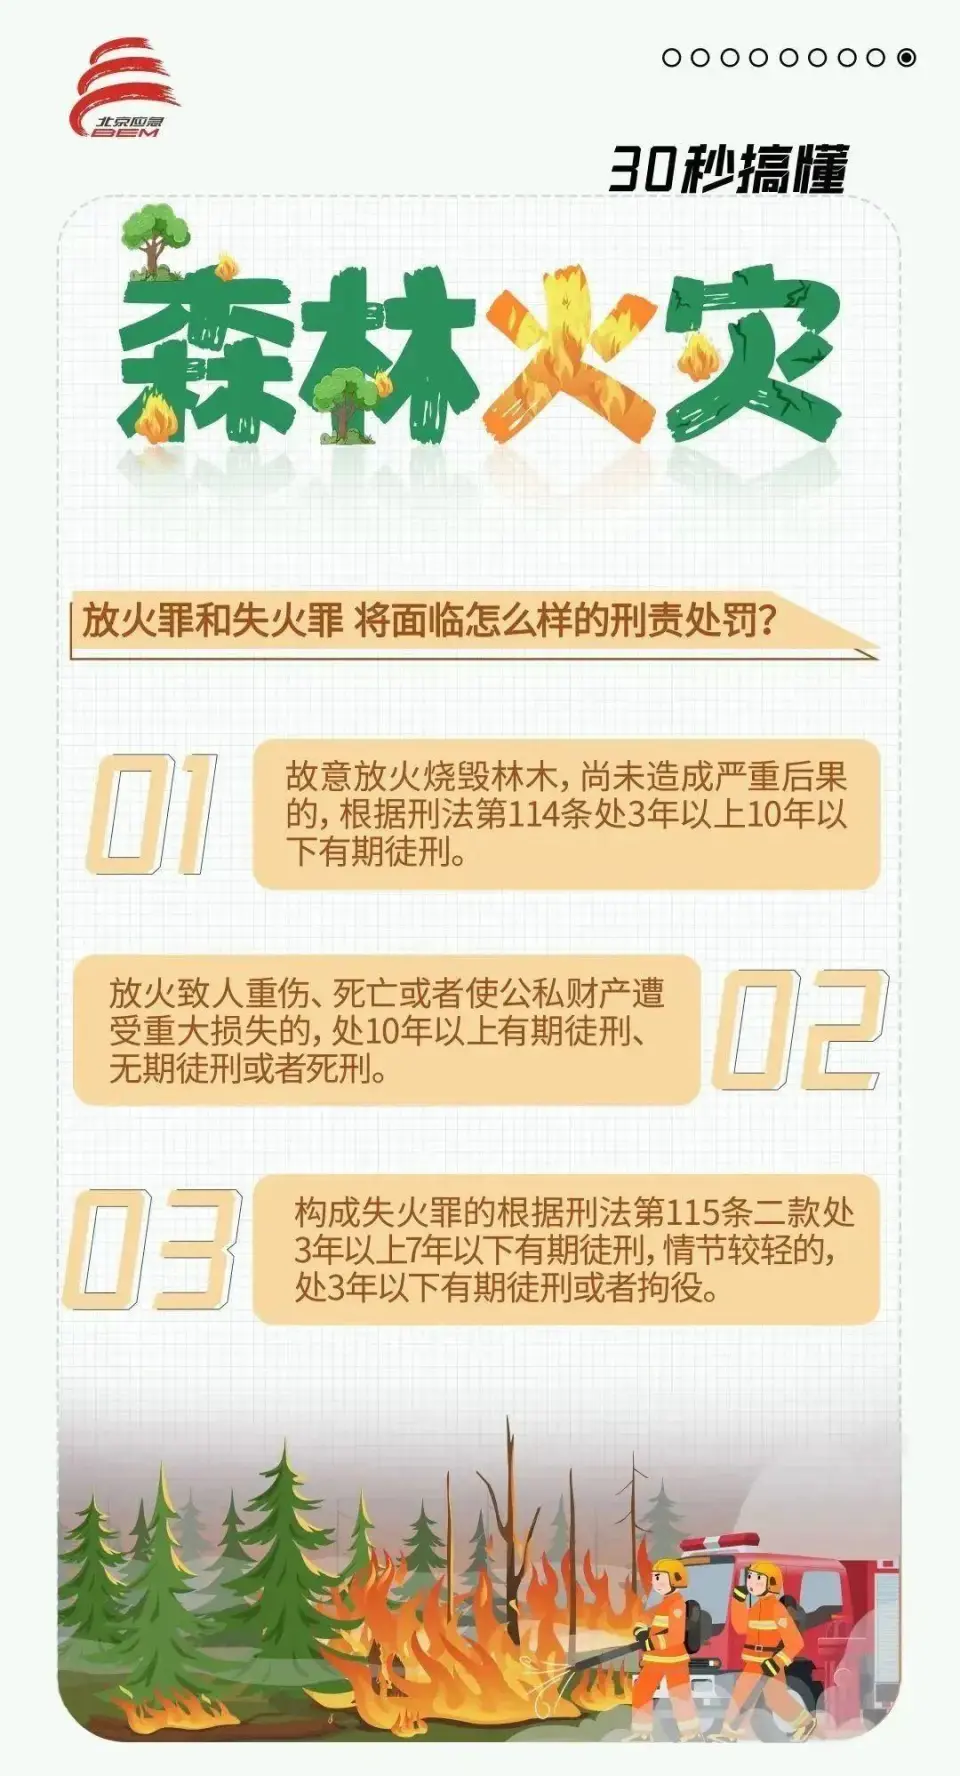 北京应急
BEM
30秒搞懂
森林火灾
放火罪和失火罪 将面临怎么样的刑责处罚？
01
故意放火烧毁林木，尚未造成严重后果
的，根据刑法第114条处3年以上10年以
下有期徒刑。
放火致人重伤、死亡或者使公私财产遭
受重大损失的，处10年以上有期徒刑、
无期徒刑或者死刑。
02
03
构成失火罪的根据刑法第115条二款处
3年以上7年以下有期徒刑，情节较轻的，
处3年以下有期徒刑或者拘役。